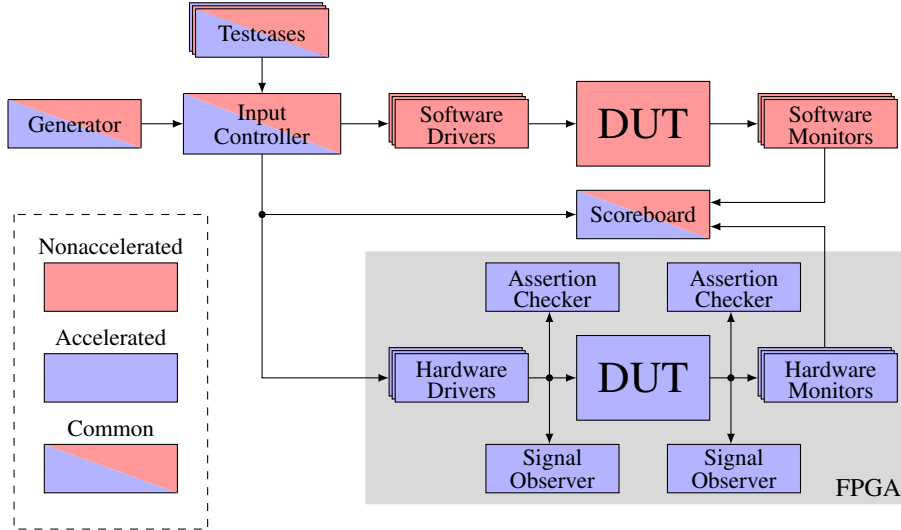 Testcases
Generator
Input
Controller
Software
Drivers
DUT
Software
Monitors
Scoreboard
Nonaccelerated
Accelerated
Common
Assertion
Checker
Assertion
Checker
Hardware
Drivers
DUT
Hardware
Monitors
Signal
Observer
Signal
Observer
FPGA